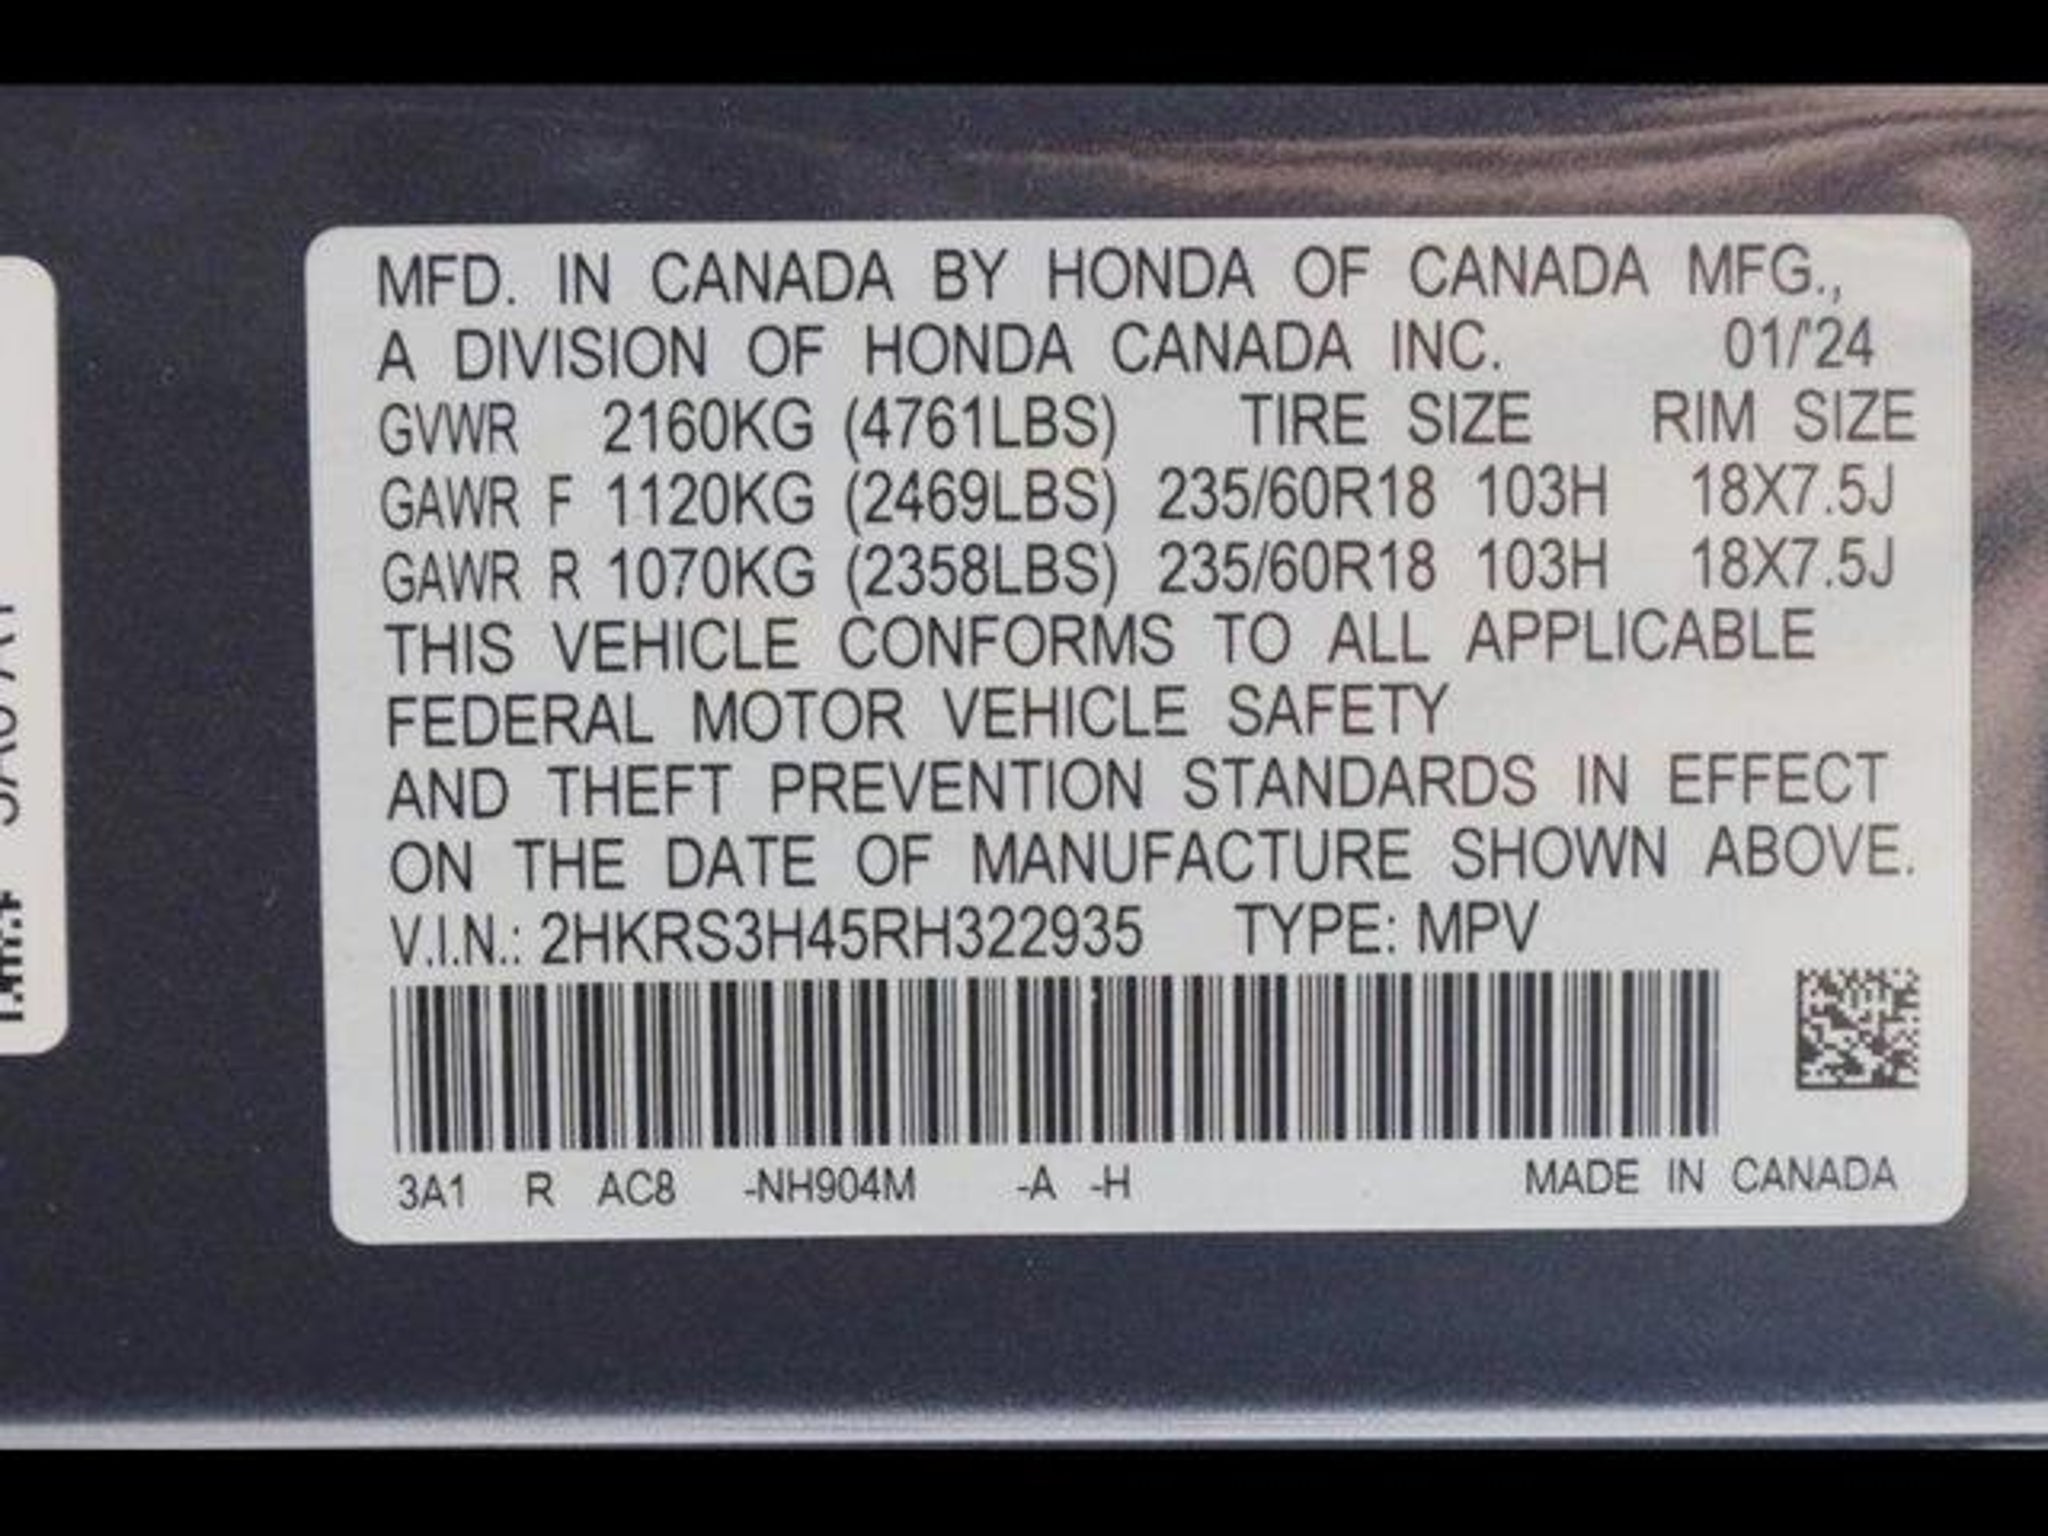 MFD. IN CANADA BY HONDA OF CANADA MFG.,
A DIVISION OF HONDA CANADA INC. 01/'24
GVWR 2160KG (4761LBS) TIRE SIZE RIM SIZE
GAWR F 1120KG (2469LBS) 235/60R18 103H 18X7.5J
GAWR R 1070KG (2358LBS) 235/60R18 103H 18X7.5J
THIS VEHICLE CONFORMS TO ALL APPLICABLE
FEDERAL MOTOR VEHICLE SAFETY
AND THEFT PREVENTION STANDARDS IN EFFECT
ON THE DATE OF MANUFACTURE SHOWN ABOVE.
V.I.N.: 2HKRS3H45RH322935 TYPE: MPV
3A1 R AC8 -NH904M -A -H MADE IN CANADA